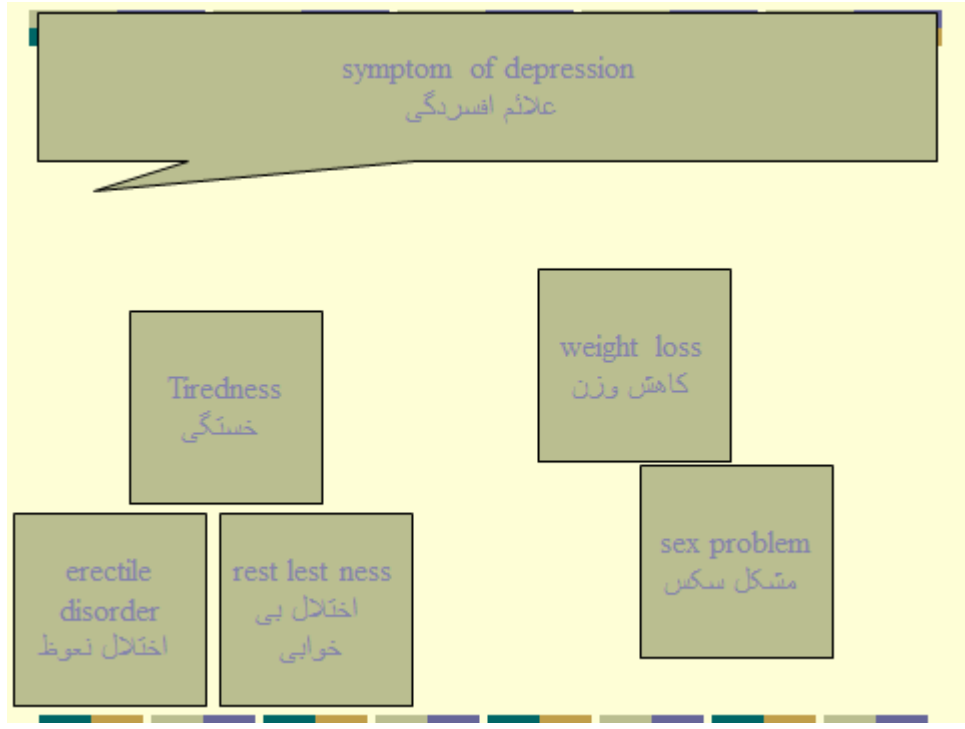 symptom of depression
علائم افسردگی
Tiredness
خستگی
weight loss
کاهش وزن
erectile
disorder
اختلال نعوظ
rest lest ness
اختلال بی
خوابی
sex problem
مشکل سکس